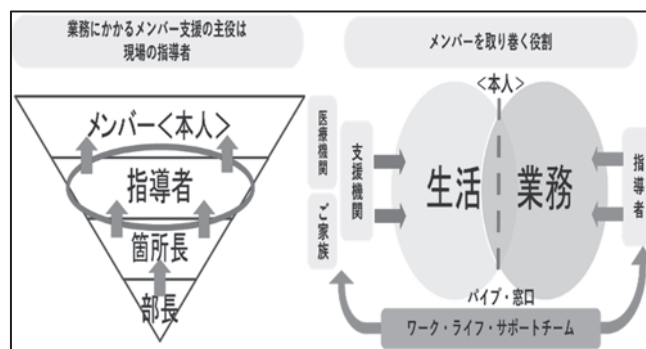 業務にかかるメンバー支援の主役は
現場の指導者
メンバー<本人>
指導者
箇所長
部長
メンバーを取り巻く役割
<本人>
医療機関
ご家族
支援機関
生活
業務
指導者
パイプ・窓口
ワーク・ライフ・サポートチーム